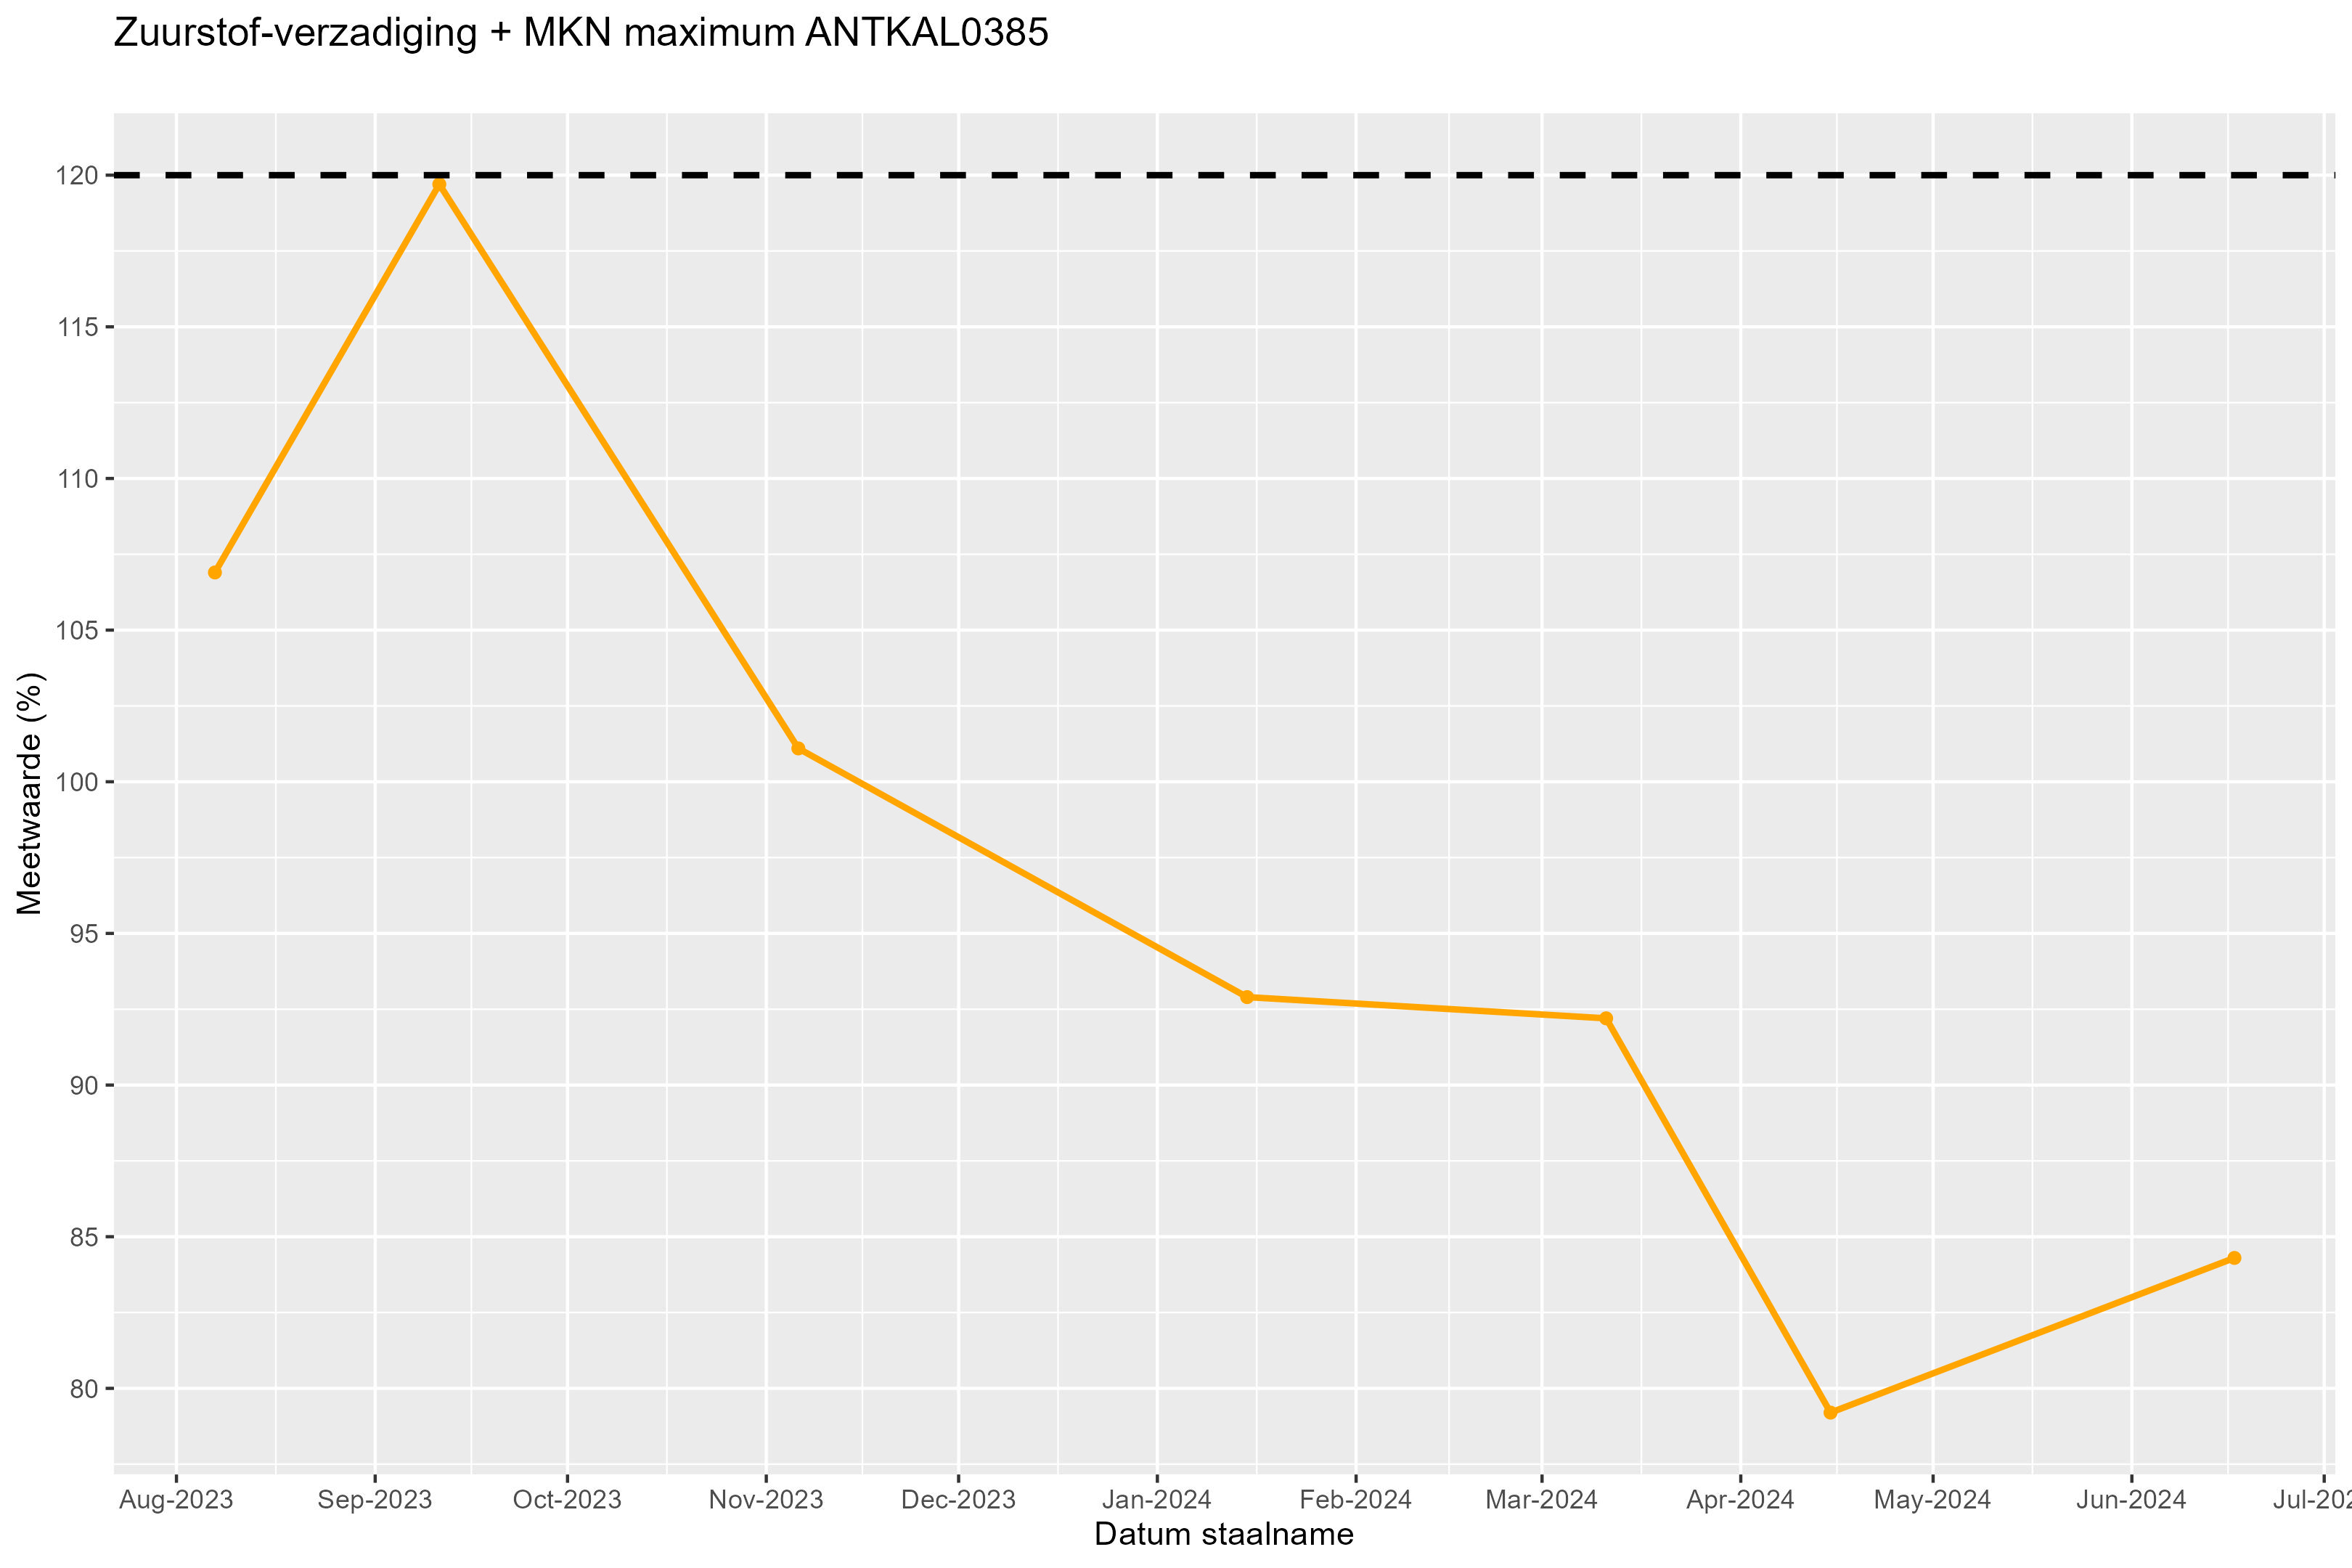 Zuurstof-verzadiging + MKN maximum ANTKAL0385
Meetwaarde (%)
120
115
110
105
100
95
90
85
80
Aug-2023 Sep-2023 Oct-2023 Nov-2023 Dec-2023 Jan-2024 Feb-2024 Mar-2024 Apr-2024 May-2024 Jun-2024 Jul-202
Datum staalname